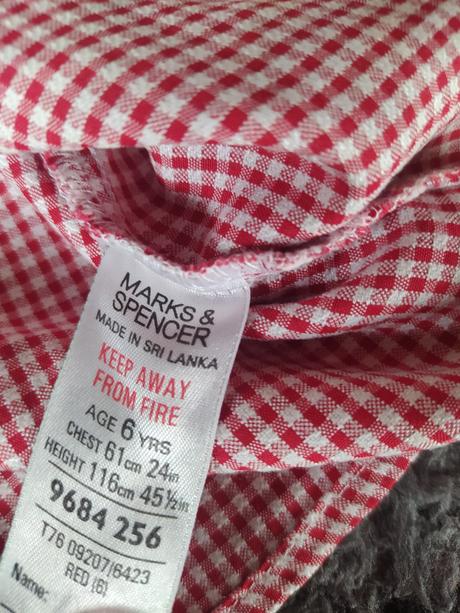 MARKS &
SPENCER
MADE IN SRI LANKA
KEEP AWAY
FROM FIRE
AGE 6 YRS
CHEST 61cm 24in
HEIGHT 116cm 45½in
9684 256
T76 09207/6423
RED (6)
Name: